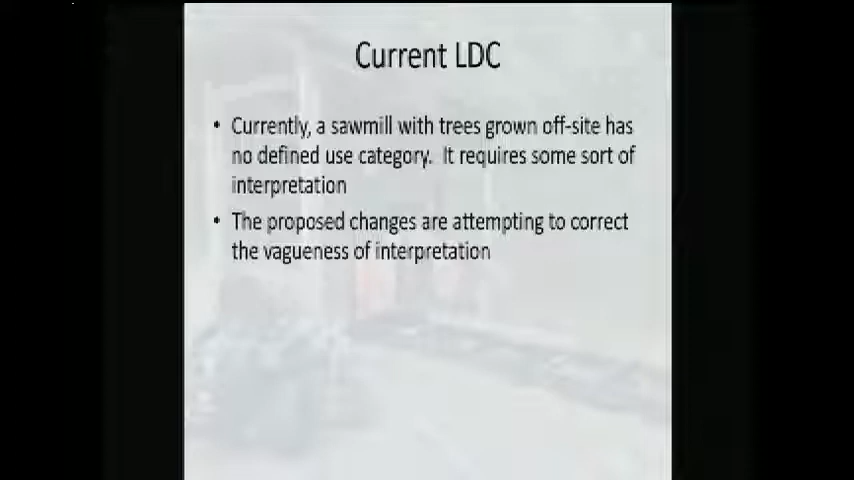 Current LDC
• Currently, a sawmill with trees grown off-site has
no defined use category.  It requires some sort of
interpretation
• The proposed changes are attempting to correct
the vagueness of interpretation